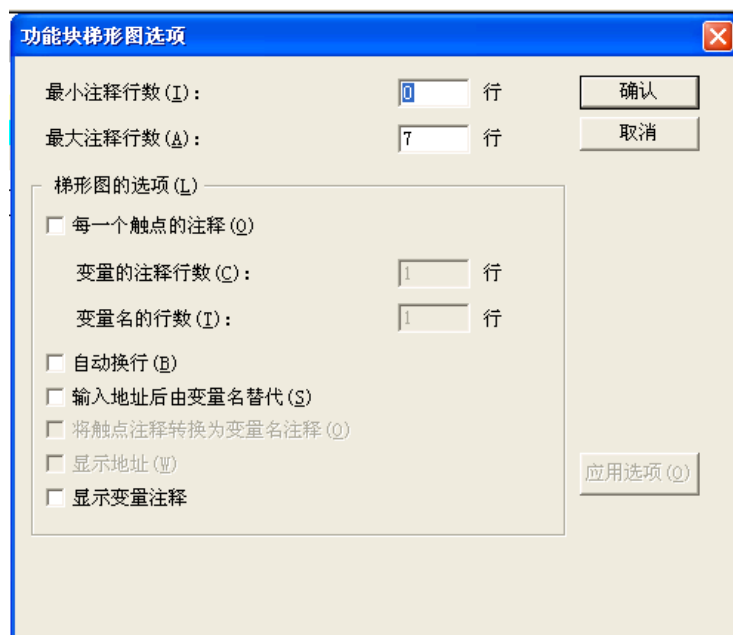 功能块梯形图选项
最小注释行数(I): 0 行 确认
最大注释行数(A): 7 行 取消
梯形图的选项(L)
每一个触点的注释(O)
变量的注释行数(C): 1 行
变量名的行数(T): 1 行
自动换行(B)
输入地址后由变量名替代(S)
将触点注释转换为变量名注释(O)
显示地址(W)
应用选项(O)
显示变量注释